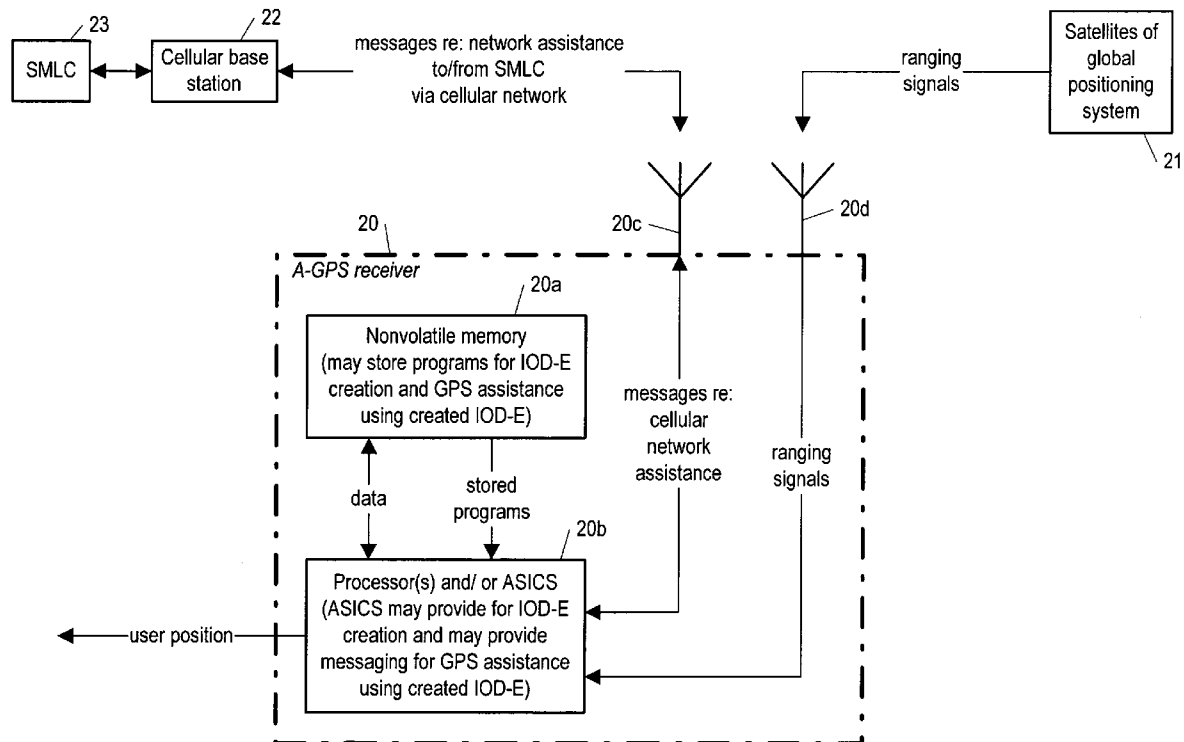 23
SMLC
22
Cellular base
station
messages re: network assistance
to/from SMLC
via cellular network
ranging
signals
Satellites of
global
positioning
system
21
20
20c
20d
A-GPS receiver
20a
Nonvolatile memory
(may store programs for IOD-E
creation and GPS assistance
using created IOD-E)
messages re:
cellular
network
assistance
ranging
signals
data
stored
programs
20b
Processor(s) and/ or ASICS
(ASICS may provide for IOD-E
creation and may provide
messaging for GPS assistance
using created IOD-E)
user position